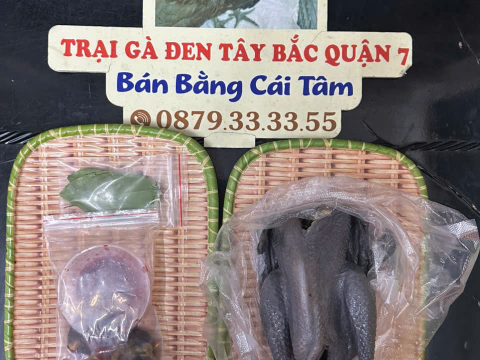 TRẠI GÀ ĐEN TÂY BẮC QUẬN 7
Bán Bằng Cái Tâm
0879.33.33.55